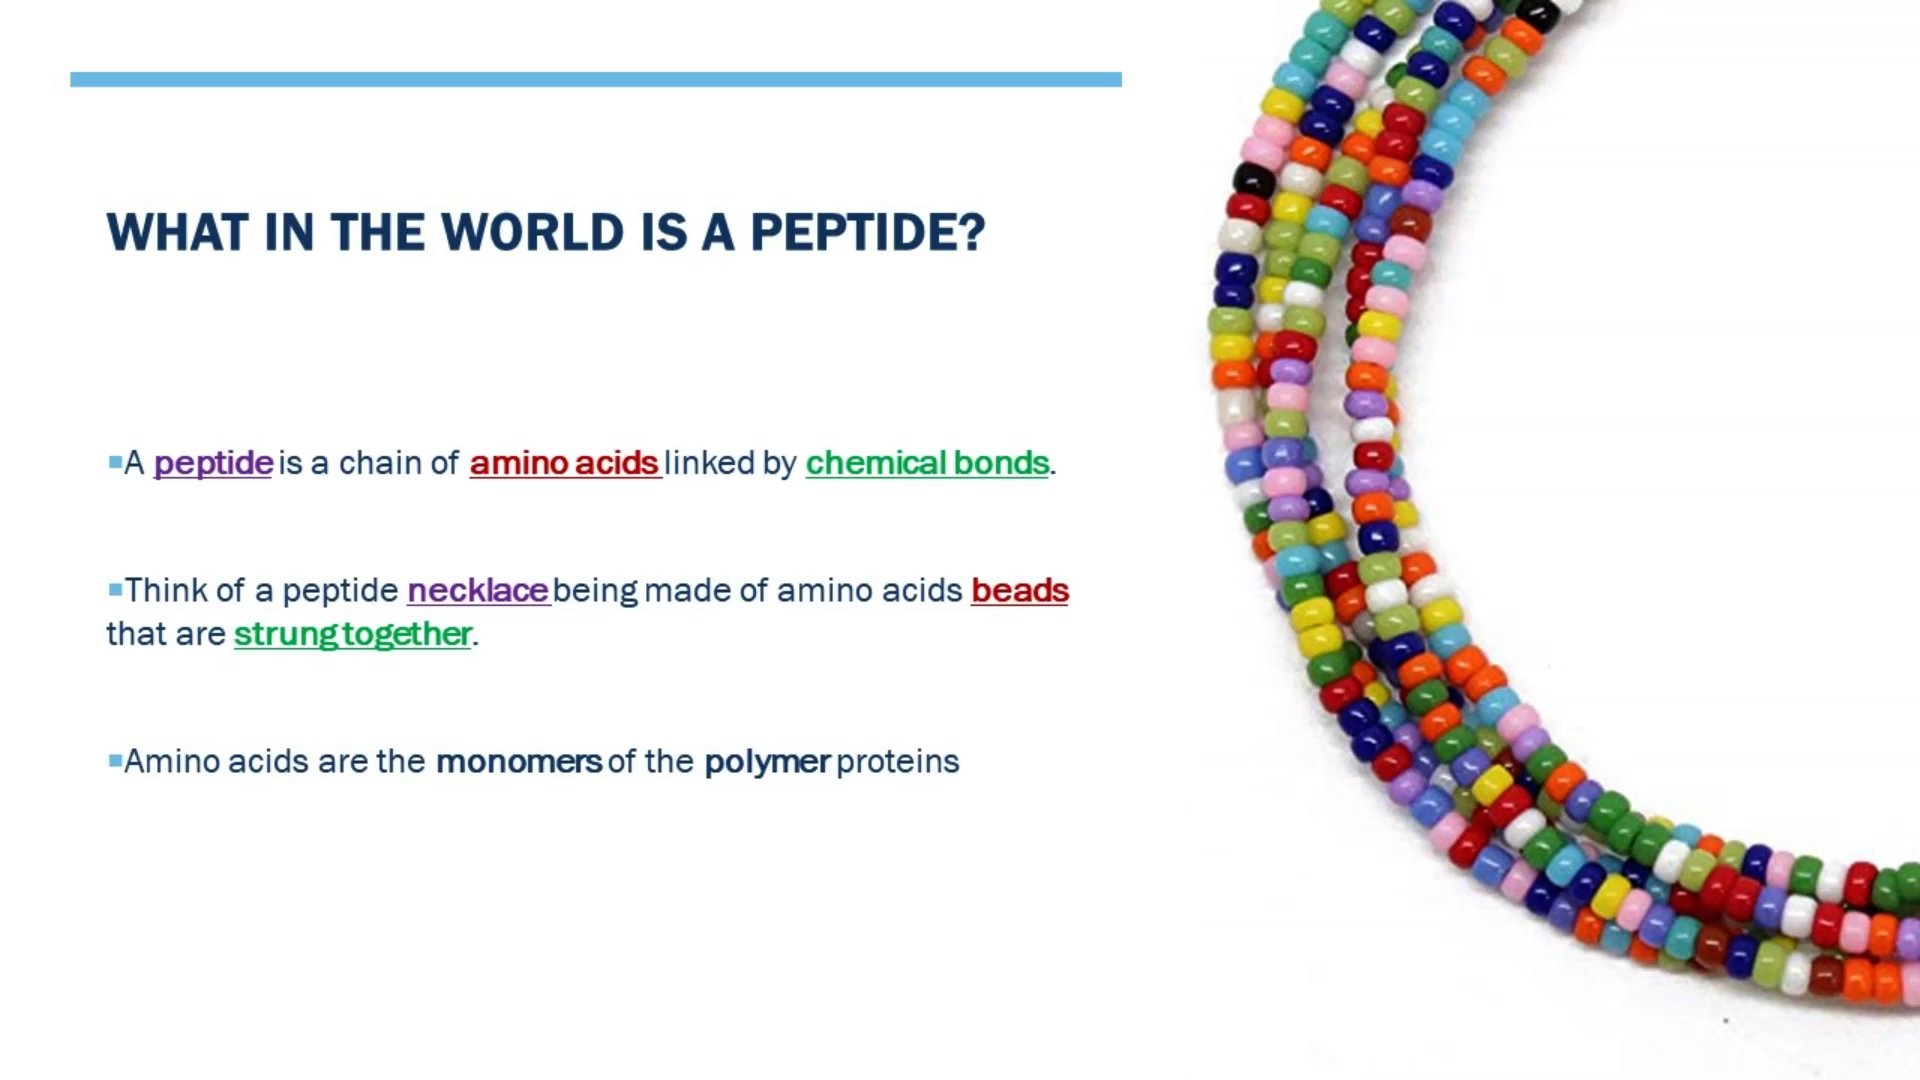 WHAT IN THE WORLD IS A PEPTIDE?
▪A peptide is a chain of amino acids linked by chemical bonds.
▪Think of a peptide necklace being made of amino acids beads
that are strung together.
▪Amino acids are the monomers of the polymer proteins